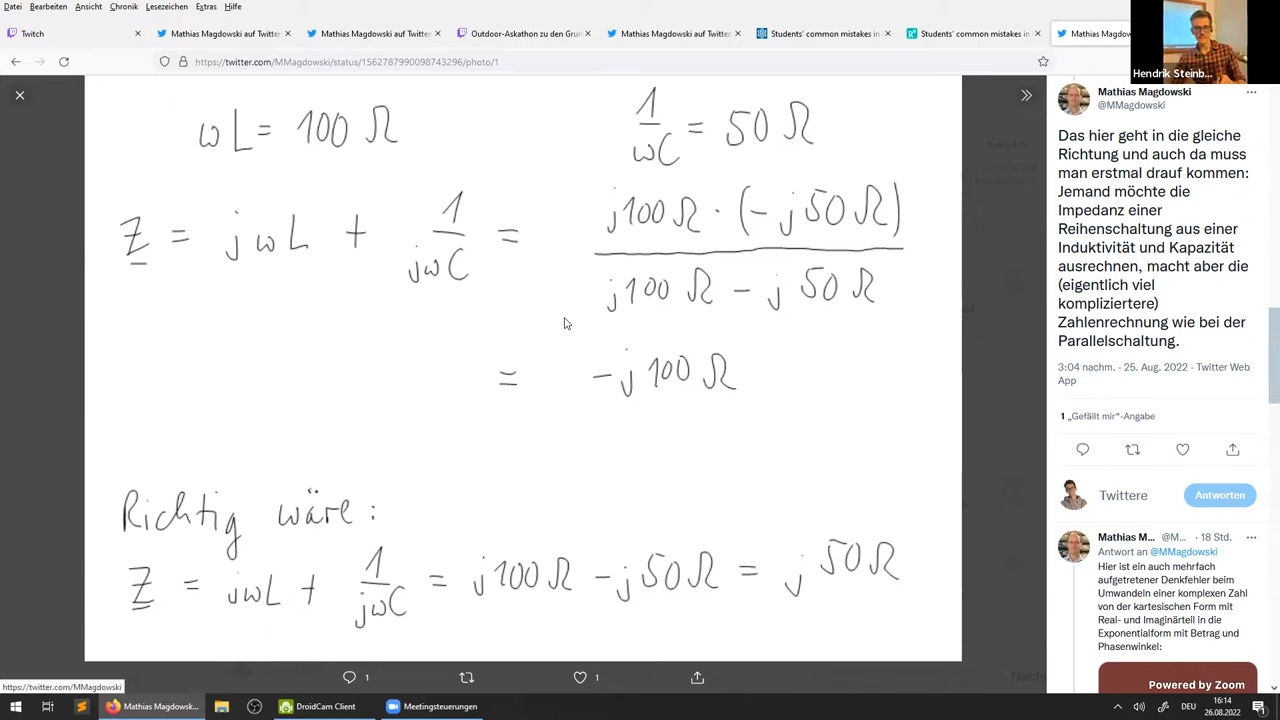 Datei Bearbeiten Ansicht Chronik Lesezeichen Extras Hilfe
Twitch
Mathias Magdowski auf Twitter:
Mathias Magdowski auf Twitter:
Outdoor-Askathon zu den Grun
Mathias Magdowski auf Twitter:
Students' common mistakes in
Students' common mistakes in
Mathias Magdow
https://twitter.com/MMagdowski/status/1562787990098743296/photo/1
Hendrik Steinb...
ωL = 100 Ω
1/ωC = 50 Ω
Z = jωL + 1/jωC = j100 Ω · (- j50 Ω) / j100 Ω - j 50 Ω
= - j 100 Ω
Richtig wäre:
Z = jωL + 1/jωC = j100 Ω - j50 Ω = j 50 Ω
1
1
https://twitter.com/MMagdowski
Mathias Magdowski
@MMagdowski
Das hier geht in die gleiche
Richtung und auch da muss
man erstmal drauf kommen:
Jemand möchte die
Impedanz einer
Reihenschaltung aus einer
Induktivität und Kapazität
ausrechnen, macht aber die
(eigentlich viel
kompliziertere)
Zahlenrechnung wie bei der
Parallelschaltung.
3:04 nachm. · 25. Aug. 2022 · Twitter Web
App
1 „Gefällt mir“-Angabe
Twittere
Antworten
Mathias M... @M... · 18 Std.
Antwort an @MMagdowski
Hier ist ein auch mehrfach
aufgetretener Denkfehler beim
Umwandeln einer komplexen Zahl
von der kartesischen Form mit
Real- und Imaginärteil in die
Exponentialform mit Betrag und
Phasenwinkel:
Powered by Zoom
Mathias Magdowsk...
DroidCam Client
Meetingsteuerungen
DEU
16:14
26.08.2022
1